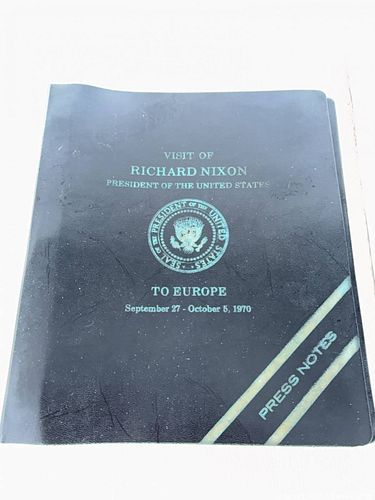 VISIT OF
RICHARD NIXON
PRESIDENT OF THE UNITED STATES
SEAL OF THE PRESIDENT OF THE UNITED STATES
TO EUROPE
September 27 - October 5, 1970
PRESS NOTES